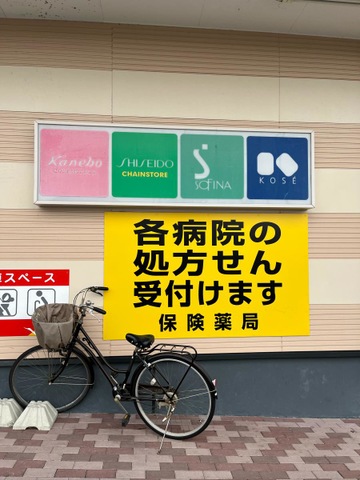 Kanebo
SHISEIDO
CHAINSTORE
SOFINA
KOSÉ
各病院の
処方せん
受付けます
保険薬局
スペース